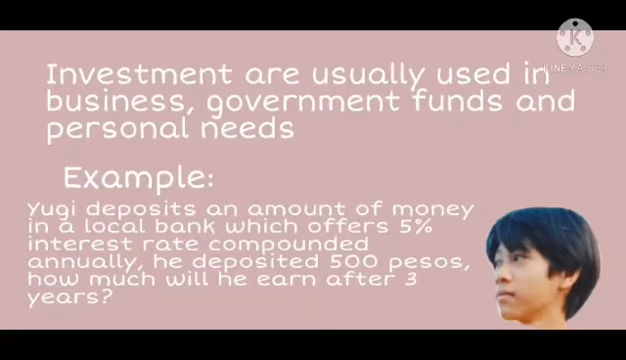 KINEMASTER
Investment are usually used in
business, government funds and
personal needs
Example:
Yugi deposits an amount of money
in a local bank which offers 5%
interest rate compounded
annually, he deposited 500 pesos,
how much will he earn after 3
years?